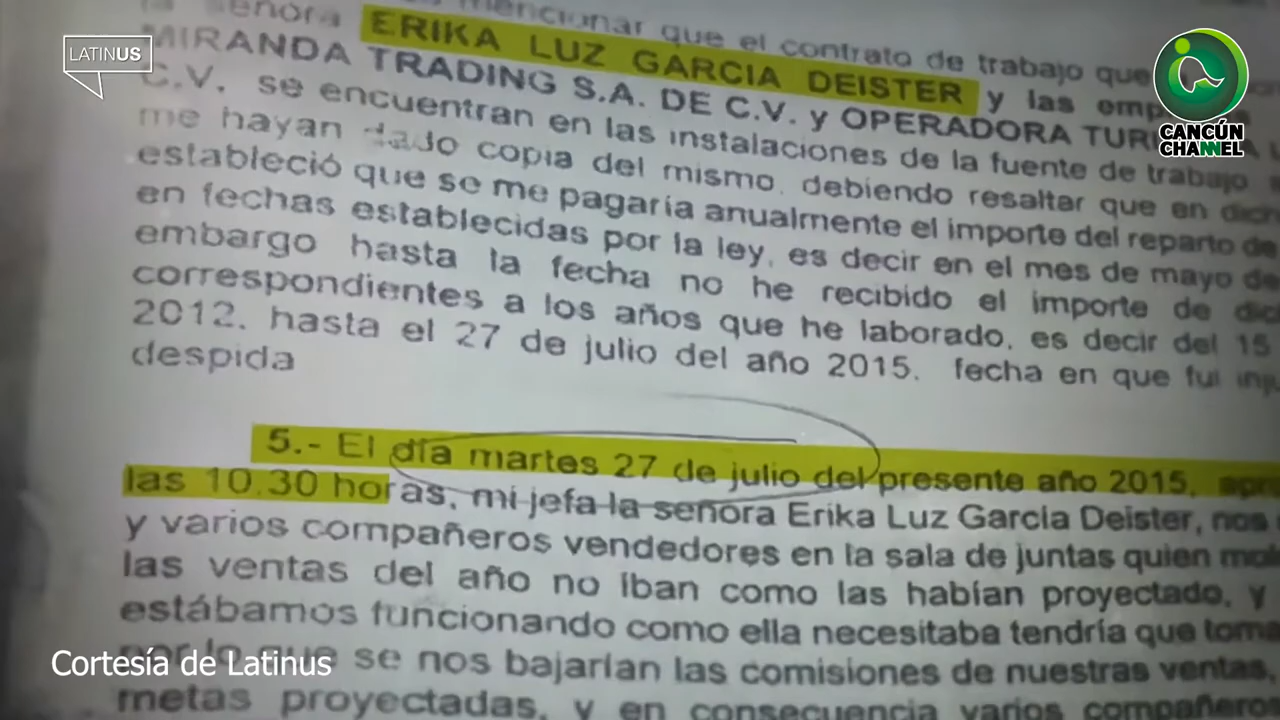 la señora mencionar que el contrato de trabajo que
ERIKA LUZ GARCIA DEISTER y las
MIRANDA TRADING S.A. DE C.V. y OPERADORA
C.V. se encuentran en las instalaciones de la fuente de trabajo
me hayan dado copia del mismo, debiendo resaltar que en
estableció que se me pagaría anualmente el importe del reparto de
en fechas establecidas por la ley, es decir en el mes de mayo de
embargo hasta la fecha no he recibido el importe de
correspondientes a los años que he laborado, es decir del 15
2012, hasta el 27 de julio del año 2015, fecha en que fui
despida
5.- El día martes 27 de julio del presente año 2015,
las 10.30 horas, mi jefa la señora Erika Luz Garcia Deister, nos
y varios compañeros vendedores en la sala de juntas quien
las ventas del año no iban como las habían proyectado, y
estábamos funcionando como ella necesitaba tendría que
se nos bajarían las comisiones de nuestras ventas,
metas proyectadas, y en consecuencia varios compañeros
LATINUS
CANCÚN
CHANNEL
Cortesía de Latinus